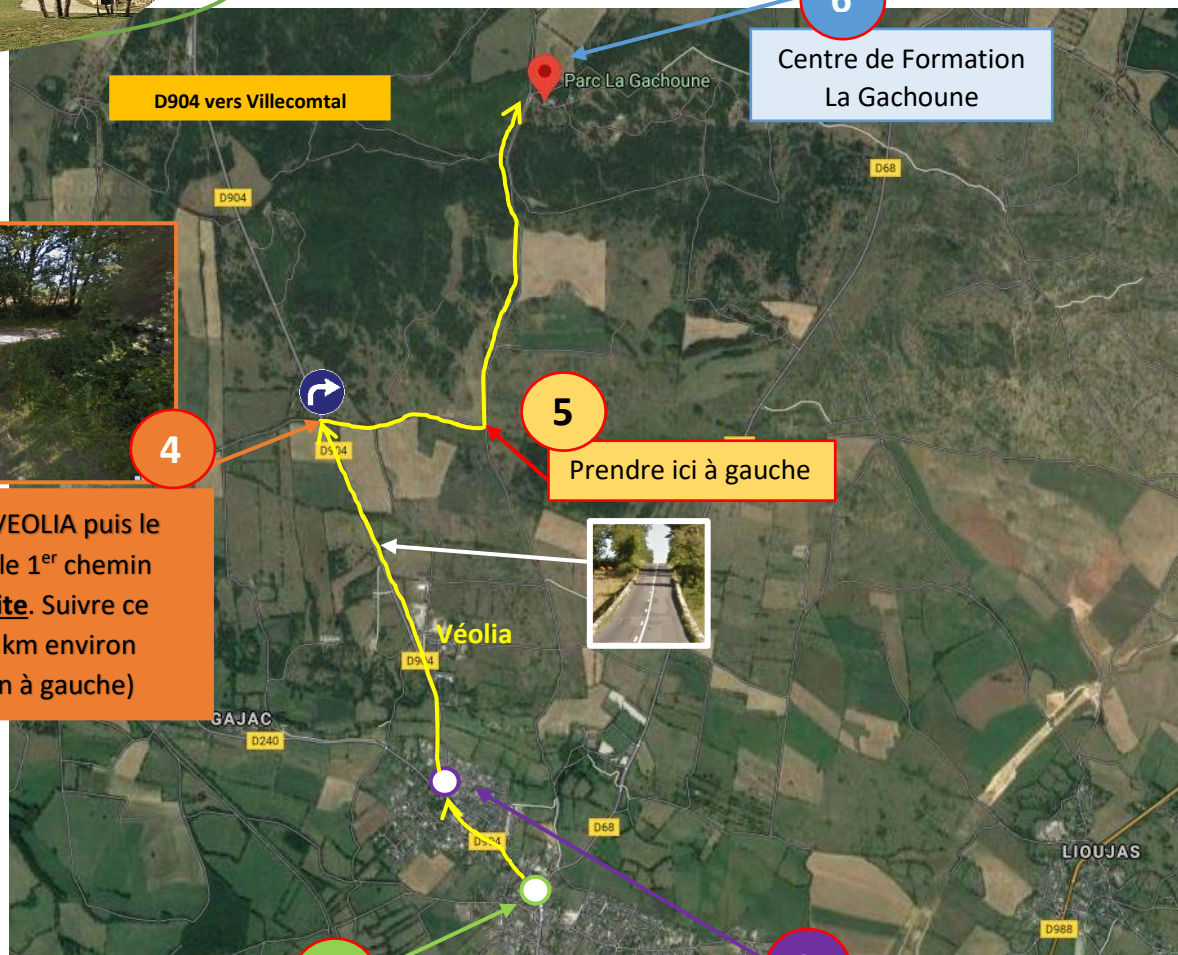 6
Centre de Formation
La Gachoune
D904 vers Villecomtal
Parc La Gachoune
D68
D904
5
Prendre ici à gauche
4
D904
VEOLIA puis le
le 1er chemin
ite. Suivre ce
km environ
n à gauche)
Véolia
D904
GAJAC
D240
D904
D68
LIOUJAS
D988